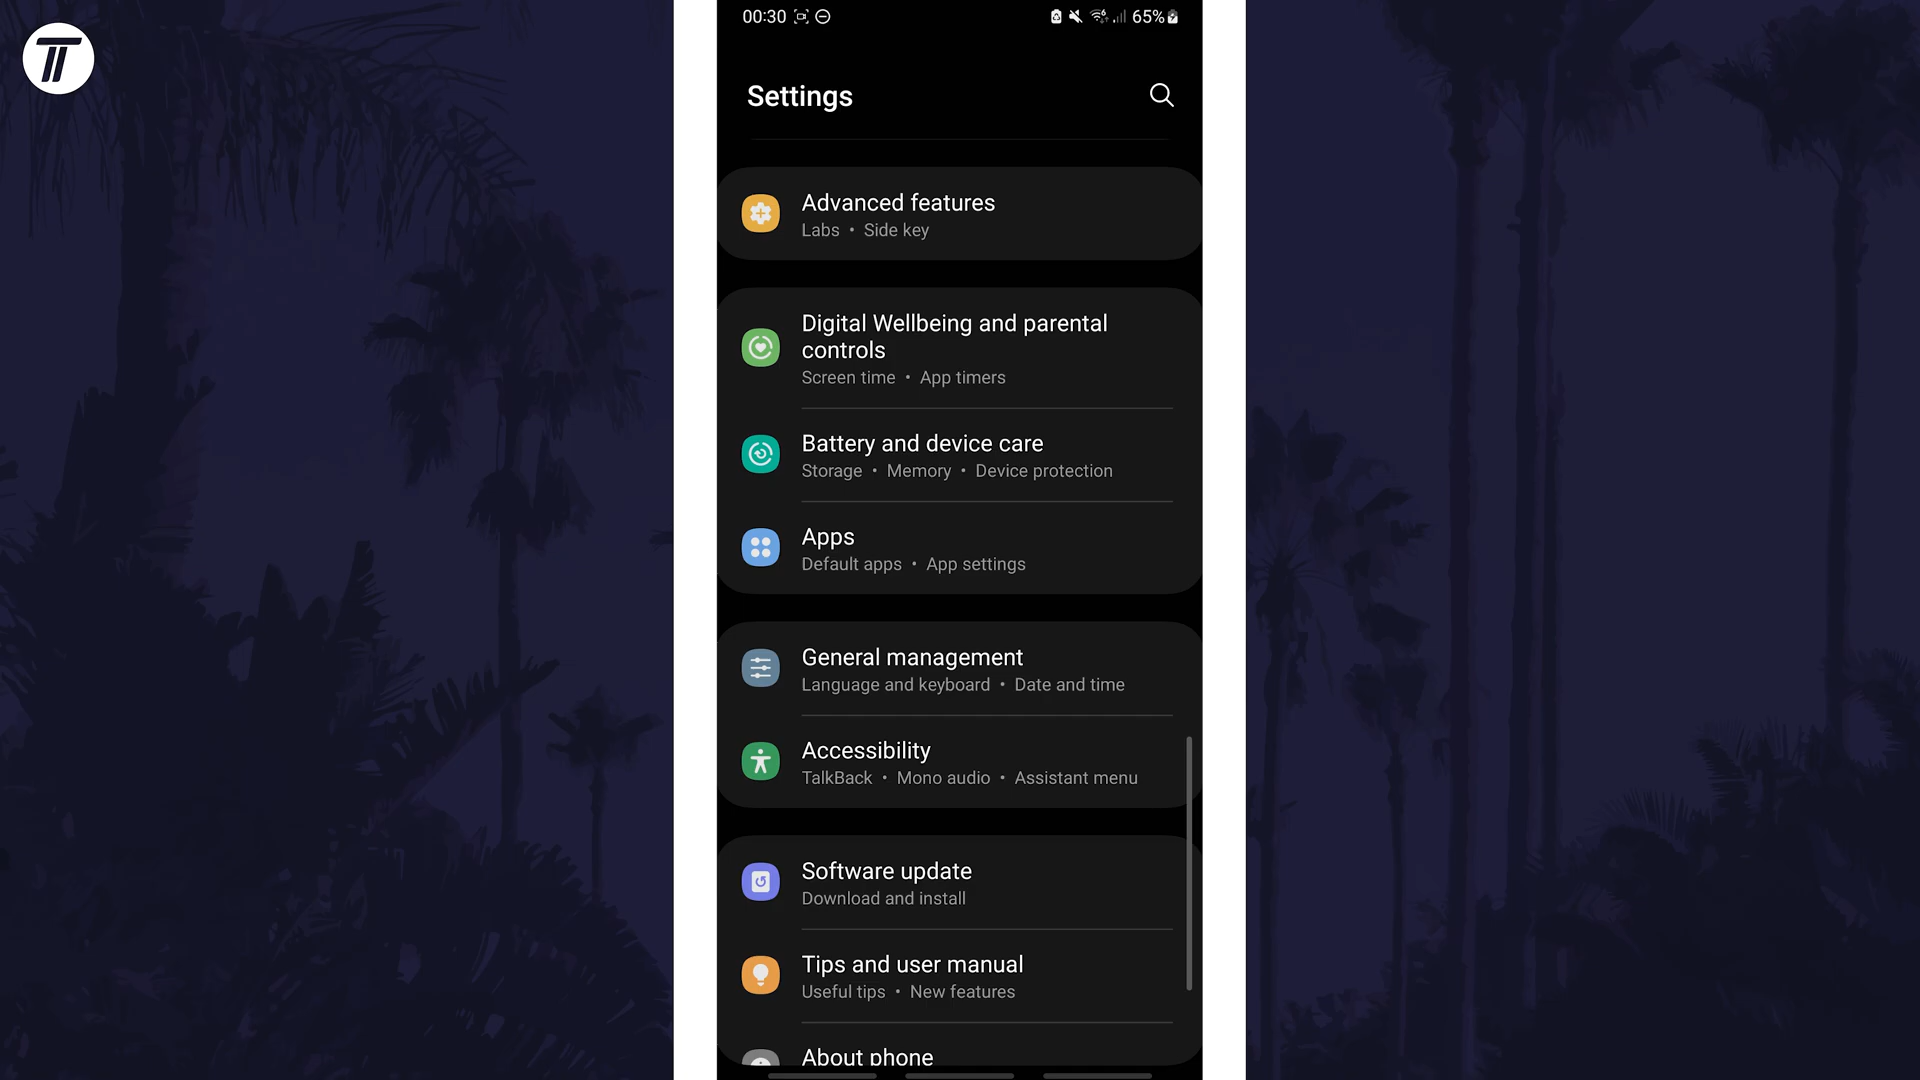 00:30 65%
Settings
Advanced features
Labs • Side key
Digital Wellbeing and parental
controls
Screen time • App timers
Battery and device care
Storage • Memory • Device protection
Apps
Default apps • App settings
General management
Language and keyboard • Date and time
Accessibility
TalkBack • Mono audio • Assistant menu
Software update
Download and install
Tips and user manual
Useful tips • New features
About phone